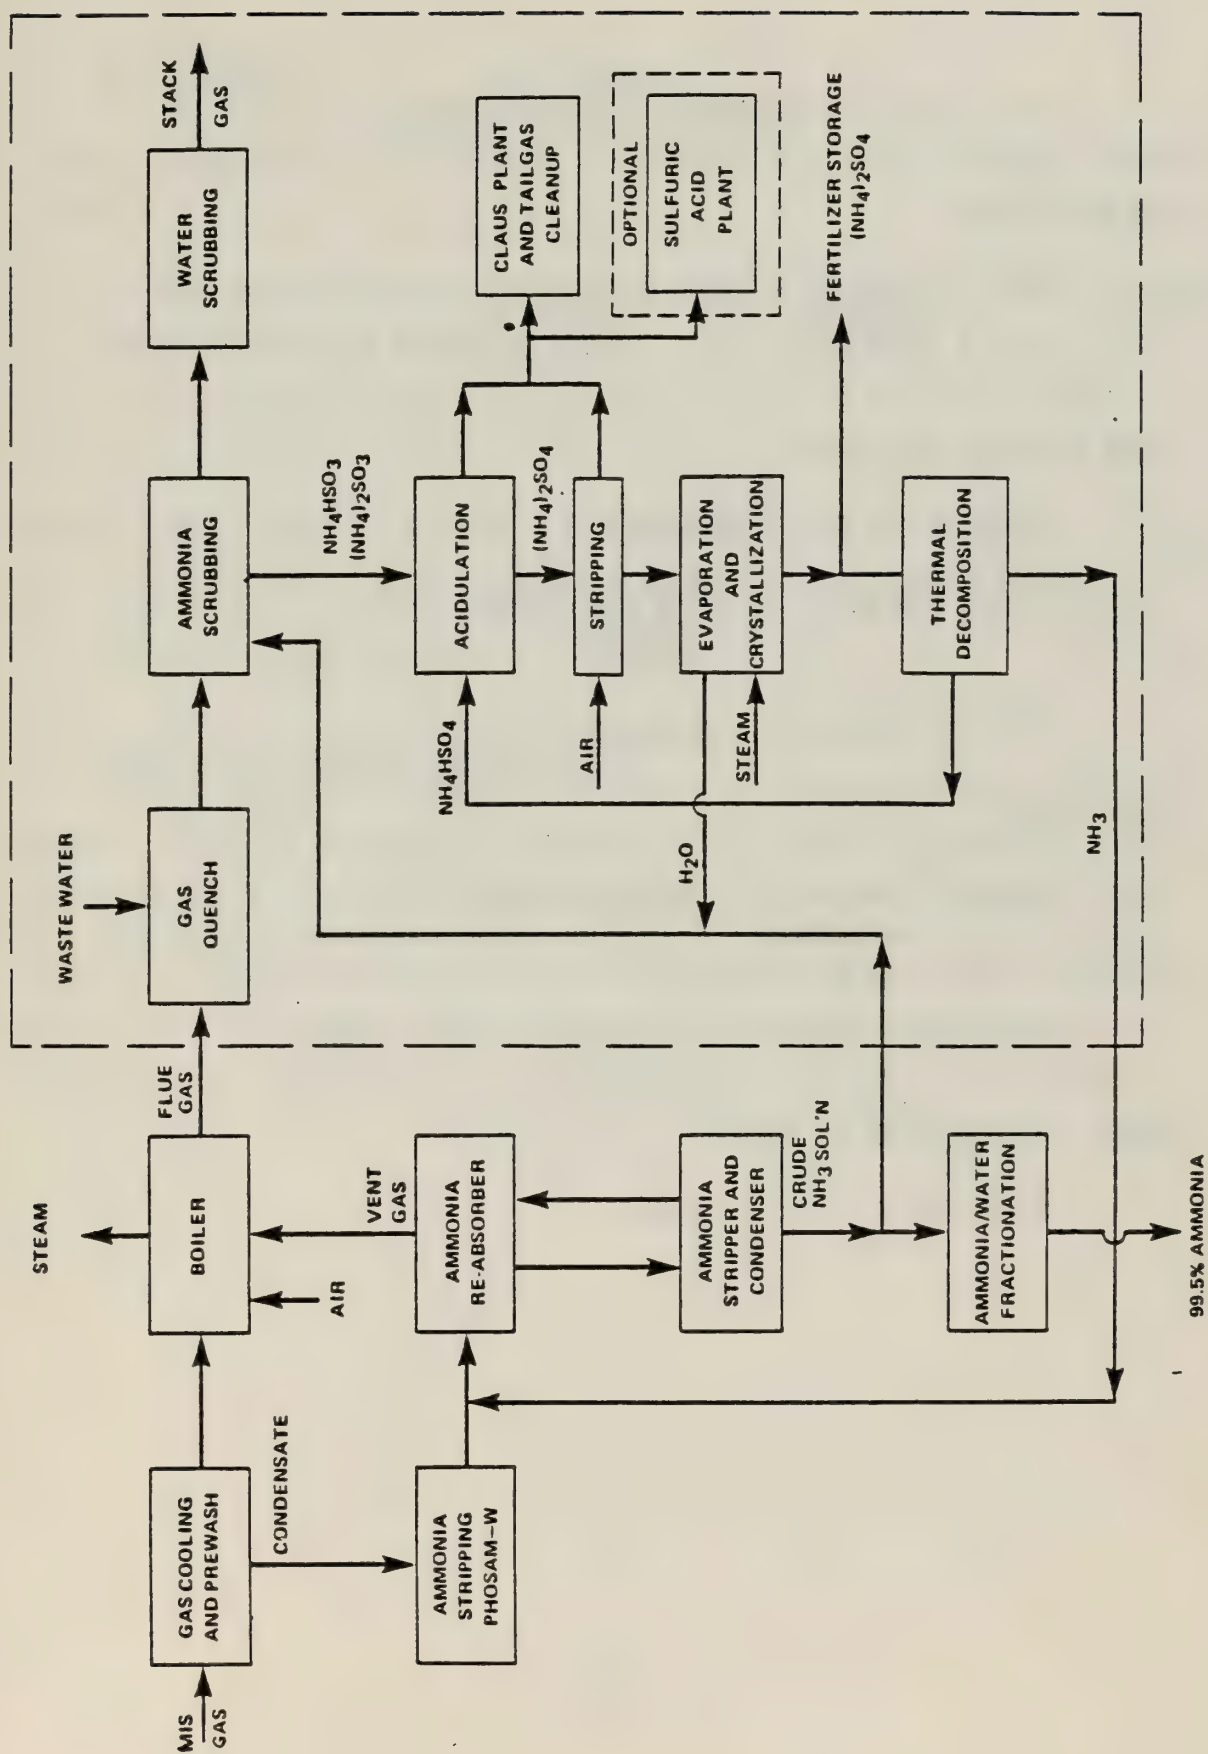 MIS
GAS
GAS COOLING
AND PREWASH
CONDENSATE
AMMONIA
STRIPPING
PHOSAM-W
STEAM
BOILER
AIR
FLUE
GAS
VENT
GAS
AMMONIA
RE-ABSORBER
AMMONIA
STRIPPER AND
CONDENSER
CRUDE
NH3 SOL'N
AMMONIA/WATER
FRACTIONATION
99.5% AMMONIA
WASTE WATER
GAS
QUENCH
AMMONIA
SCRUBBING
WATER
SCRUBBING
STACK
GAS
NH4HSO3
(NH4)2SO3
NH4HSO4
ACIDULATION
(NH4)2SO4
AIR
STRIPPING
H2O
STEAM
EVAPORATION
AND
CRYSTALLIZATION
THERMAL
DECOMPOSITION
NH3
CLAUS PLANT
AND TAILGAS
CLEANUP
OPTIONAL
SULFURIC
ACID
PLANT
FERTILIZER STORAGE
(NH4)2SO4